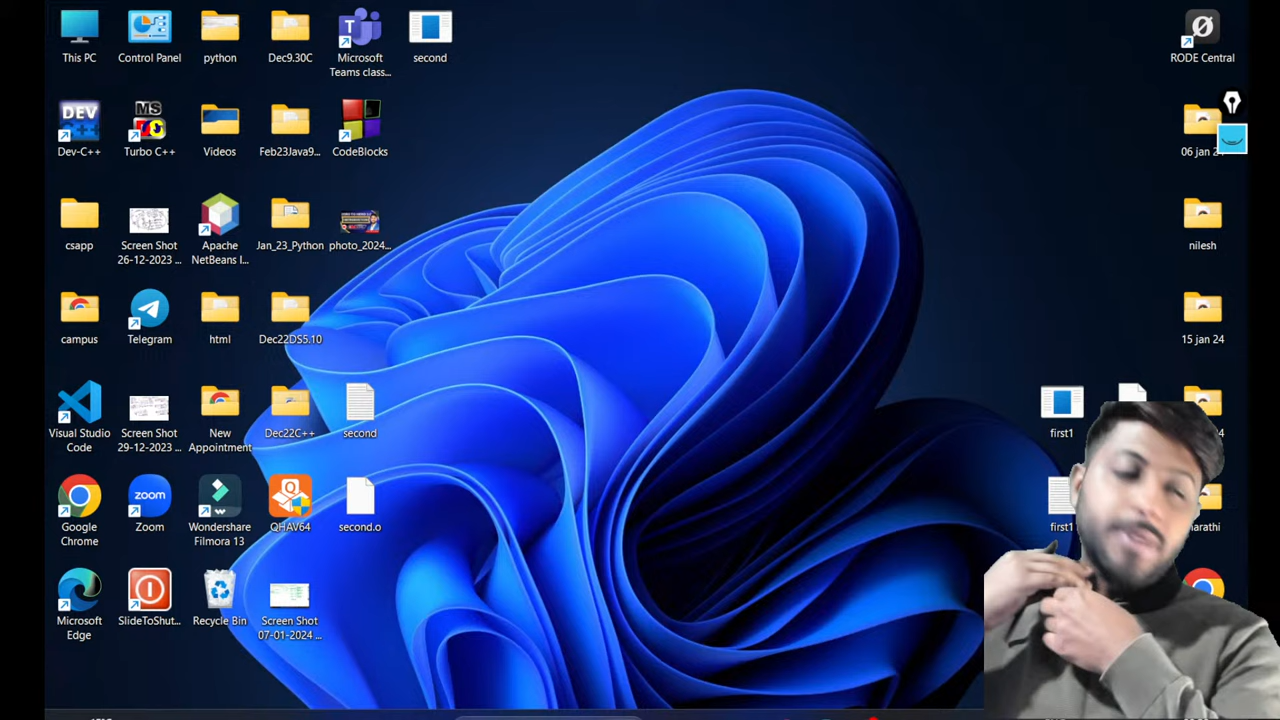 This PC
Control Panel
python
Dec9.30C
Microsoft
Teams class...
second
RODE Central
DEV
C++
Dev-C++
MS
Turbo C++
Videos
Feb23Java9...
CodeBlocks
06 jan 2
csapp
Screen Shot
26-12-2023 ...
Apache
NetBeans I...
Jan_23_Python
photo_2024...
nilesh
campus
Telegram
html
Dec22DS5.10
15 jan 24
Visual Studio
Code
Screen Shot
29-12-2023 ...
New
Appointment
Dec22C++
second
first1
Google
Chrome
zoom
Zoom
Wondershare
Filmora 13
QHAV64
second.o
first1
arathi
Microsoft
Edge
SlideToShut...
Recycle Bin
Screen Shot
07-01-2024 ...